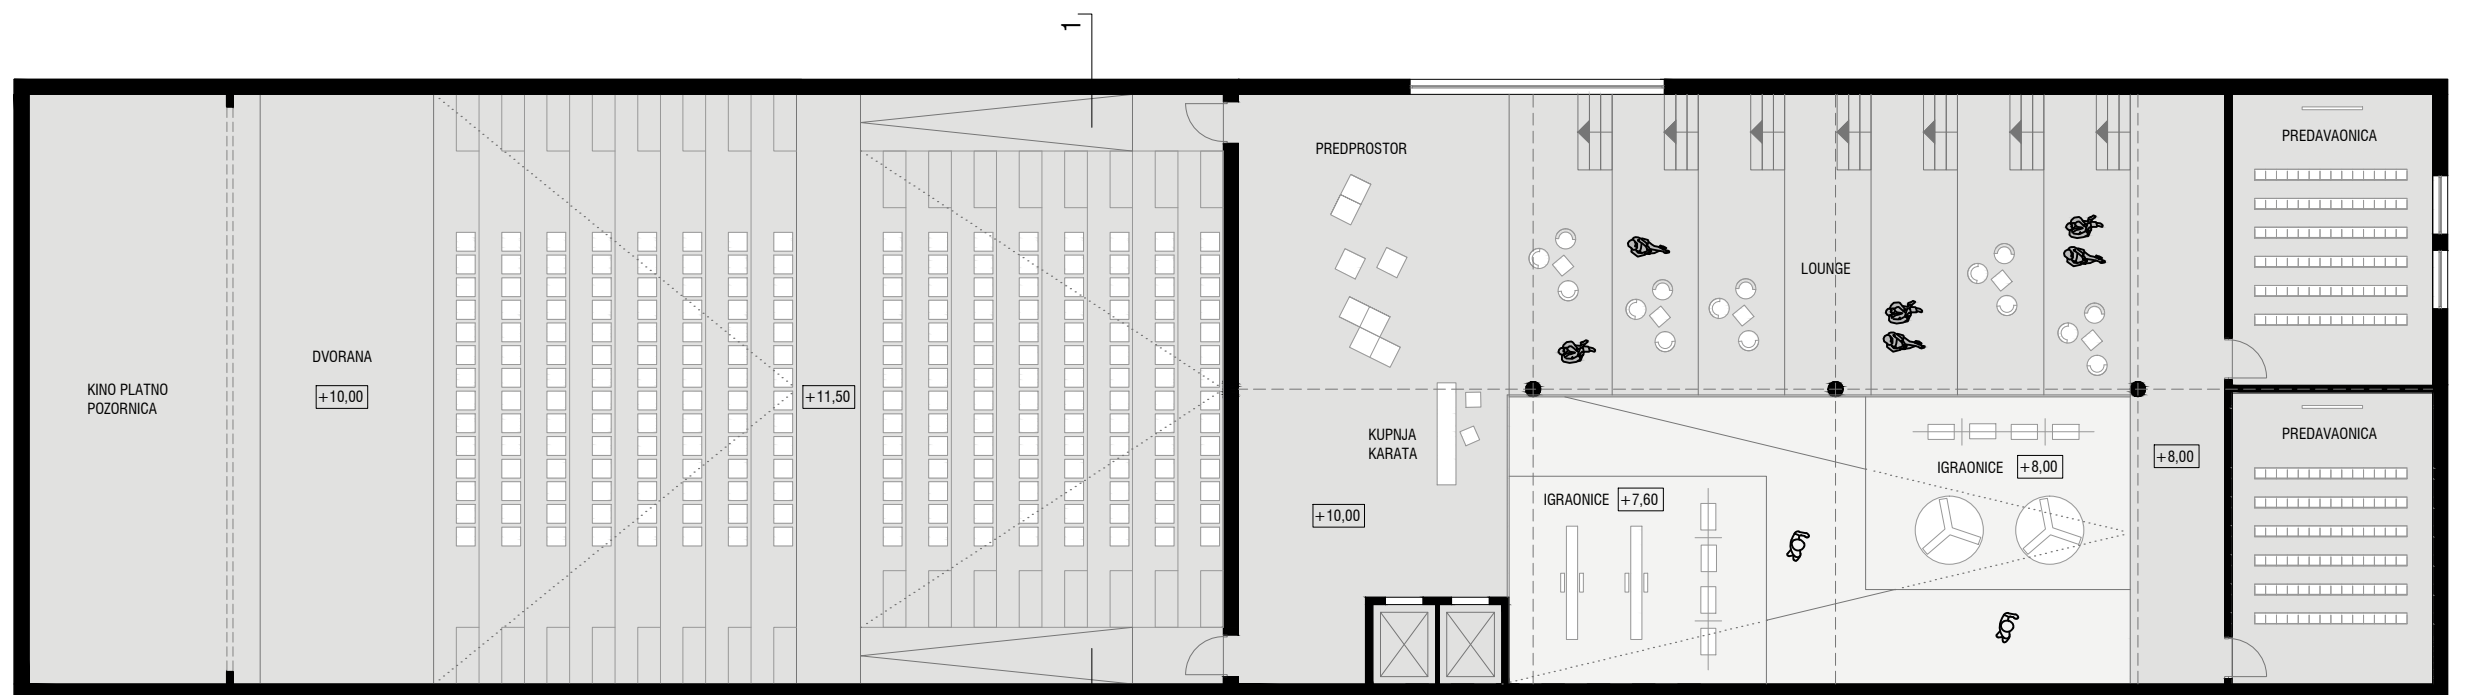 1
PREDAVAONICA
PREDPROSTOR
LOUNGE
DVORANA
+10,00
KINO PLATNO
POZORNICA
+11,50
KUPNJA
KARATA
PREDAVAONICA
+8,00
IGRAONICE +8,00
IGRAONICE +7,60
+10,00